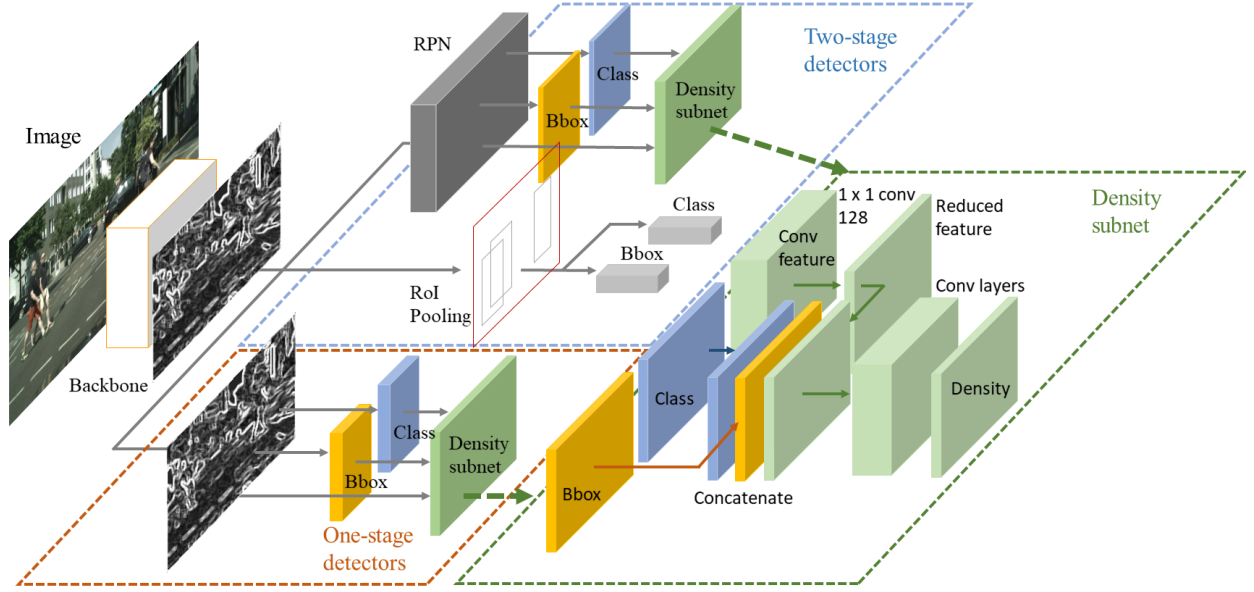 Image
Backbone
RPN
Class
Bbox
Density
subnet
Two-stage
detectors
Class
Bbox
RoI
Pooling
Class
Bbox
Density
subnet
One-stage
detectors
Density
subnet
1 x 1 conv
128
Reduced
feature
Conv
feature
Conv layers
Class
Bbox
Concatenate
Density